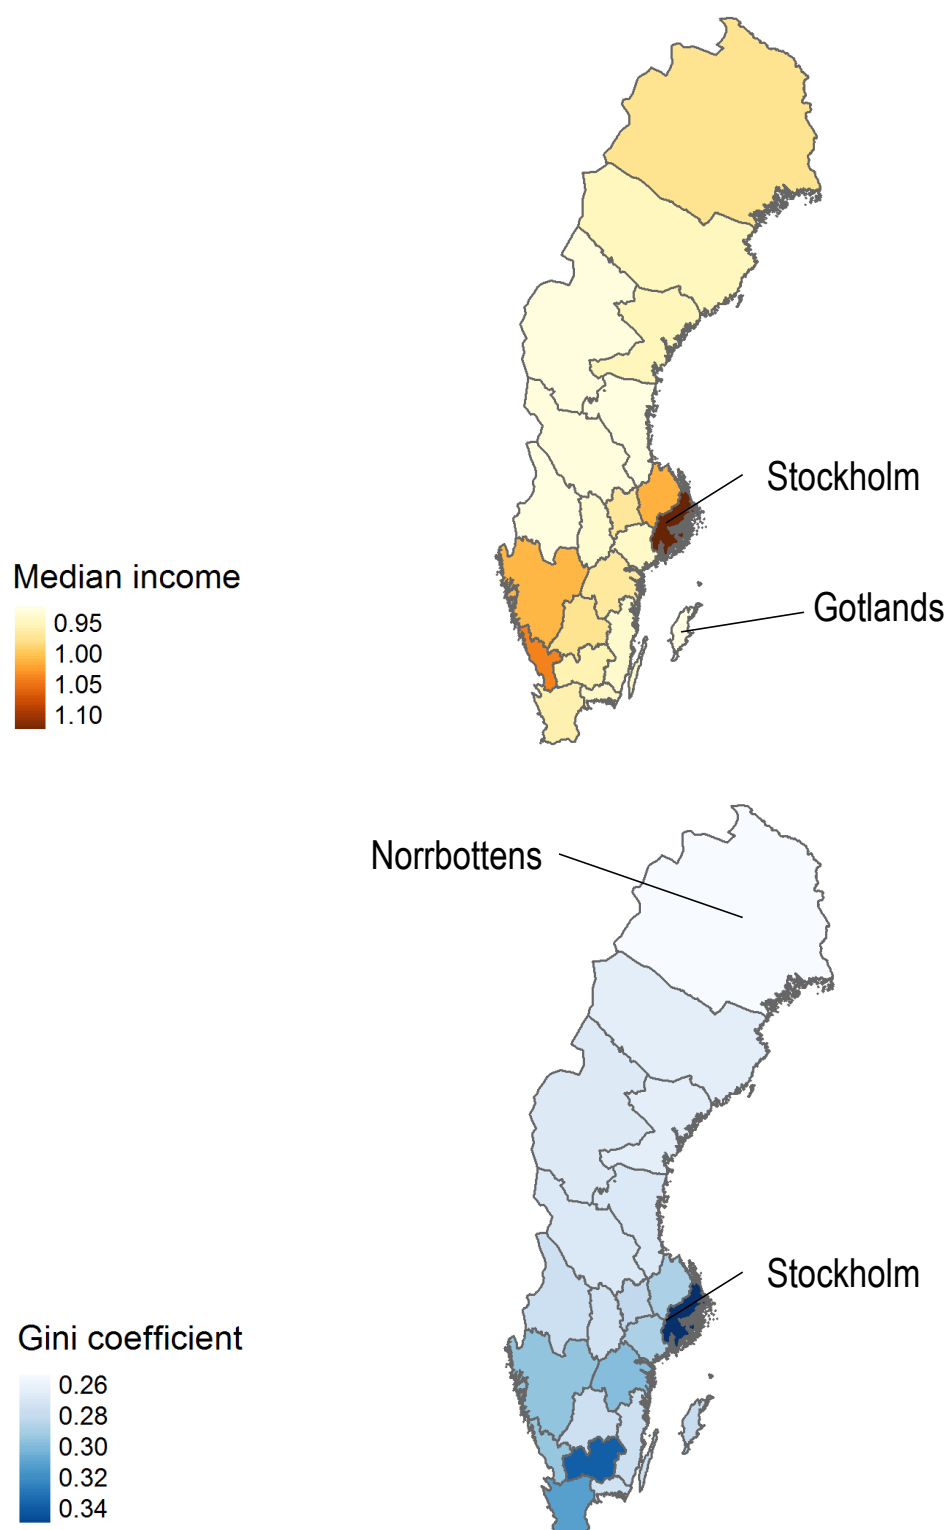 Stockholm
Median income
0.95
1.00
1.05
1.10
Gotlands
Norrbottens
Stockholm
Gini coefficient
0.26
0.28
0.30
0.32
0.34